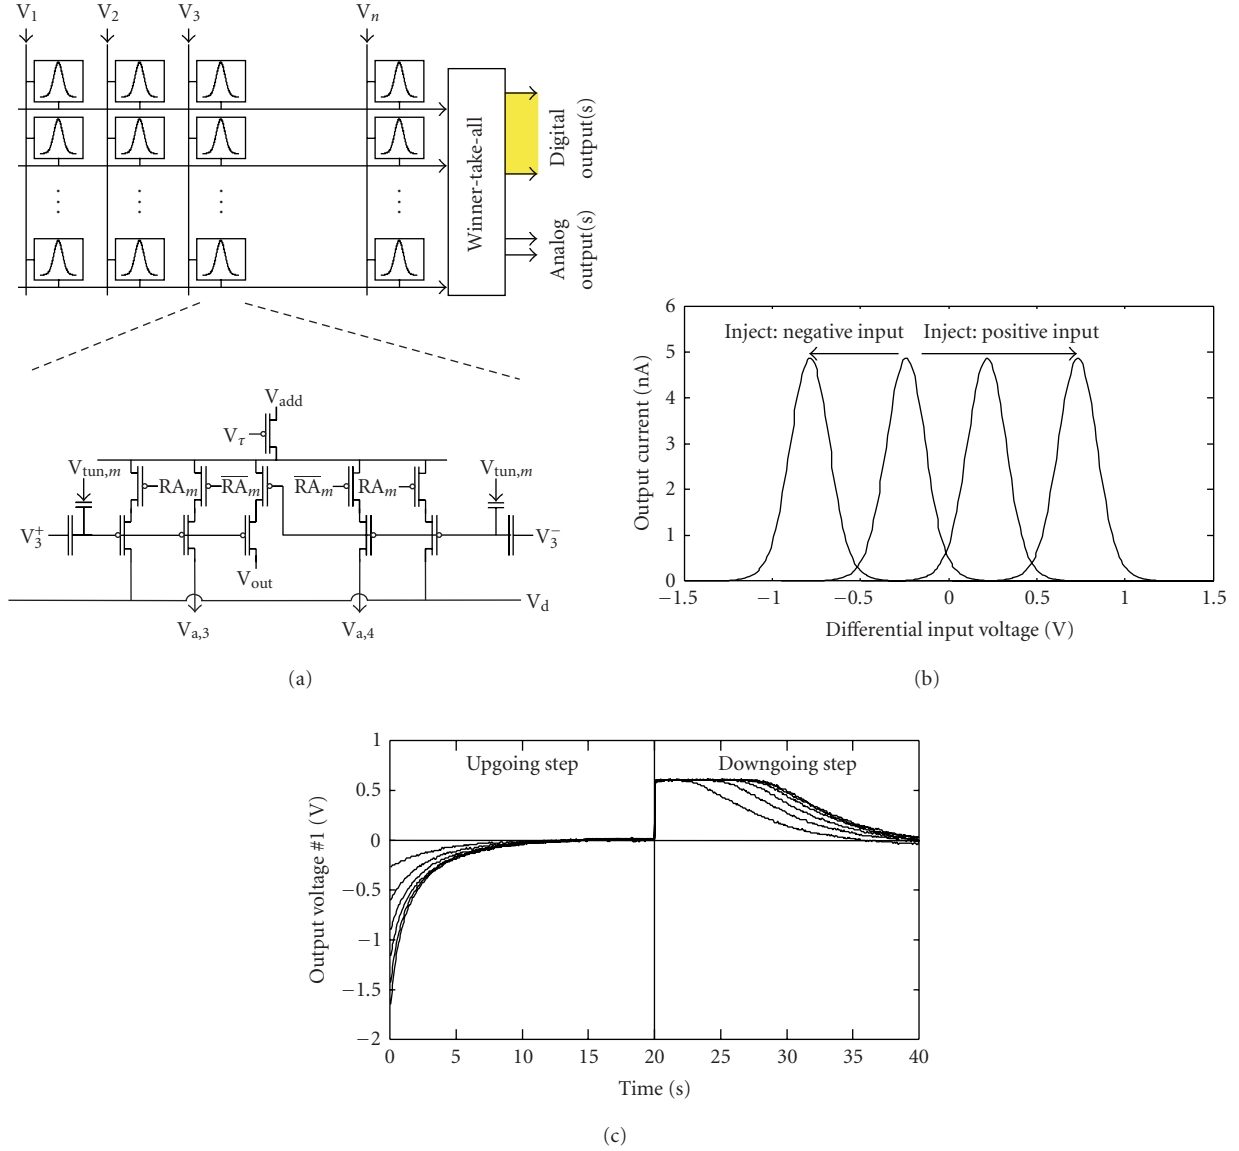 V1 V2 V3 Vn
Winner-take-all
Digital
output(s)
Analog
output(s)
Vadd
Vτ
Vtun,m
Vtun,m
RAm R̅A̅m R̅A̅m RAm
V3+
V3−
Vout
Vd
Va,3
Va,4
(a)
6
5
4
3
2
1
0
Output current (nA)
Inject: negative input
Inject: positive input
−1.5 −1 −0.5 0 0.5 1 1.5
Differential input voltage (V)
(b)
1
0.5
0
−0.5
−1
−1.5
−2
Output voltage #1 (V)
Upgoing step
Downgoing step
0 5 10 15 20 25 30 35 40
Time (s)
(c)